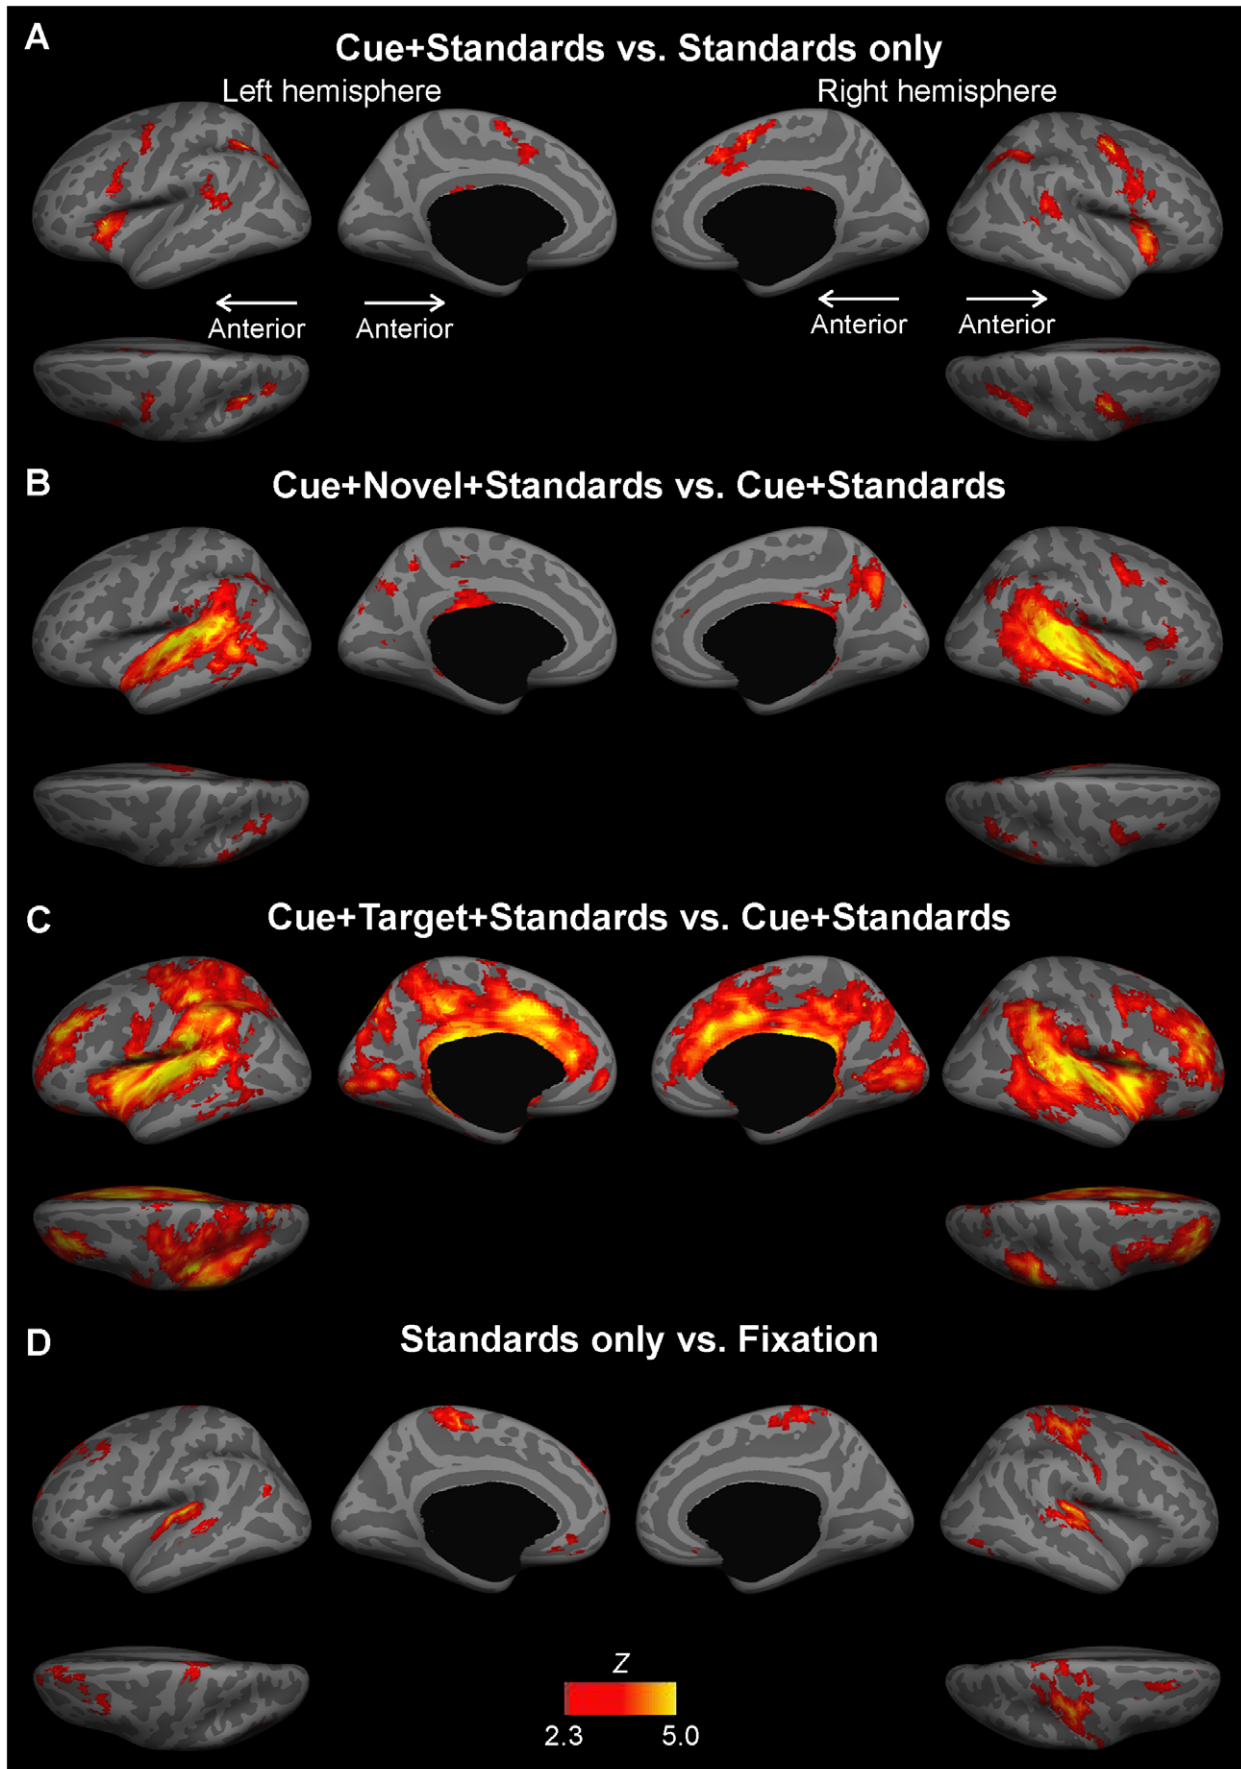 A
Cue+Standards vs. Standards only
Left hemisphere
Right hemisphere
Anterior
Anterior
Anterior
Anterior
B
Cue+Novel+Standards vs. Cue+Standards
C
Cue+Target+Standards vs. Cue+Standards
D
Standards only vs. Fixation
Z
2.3
5.0